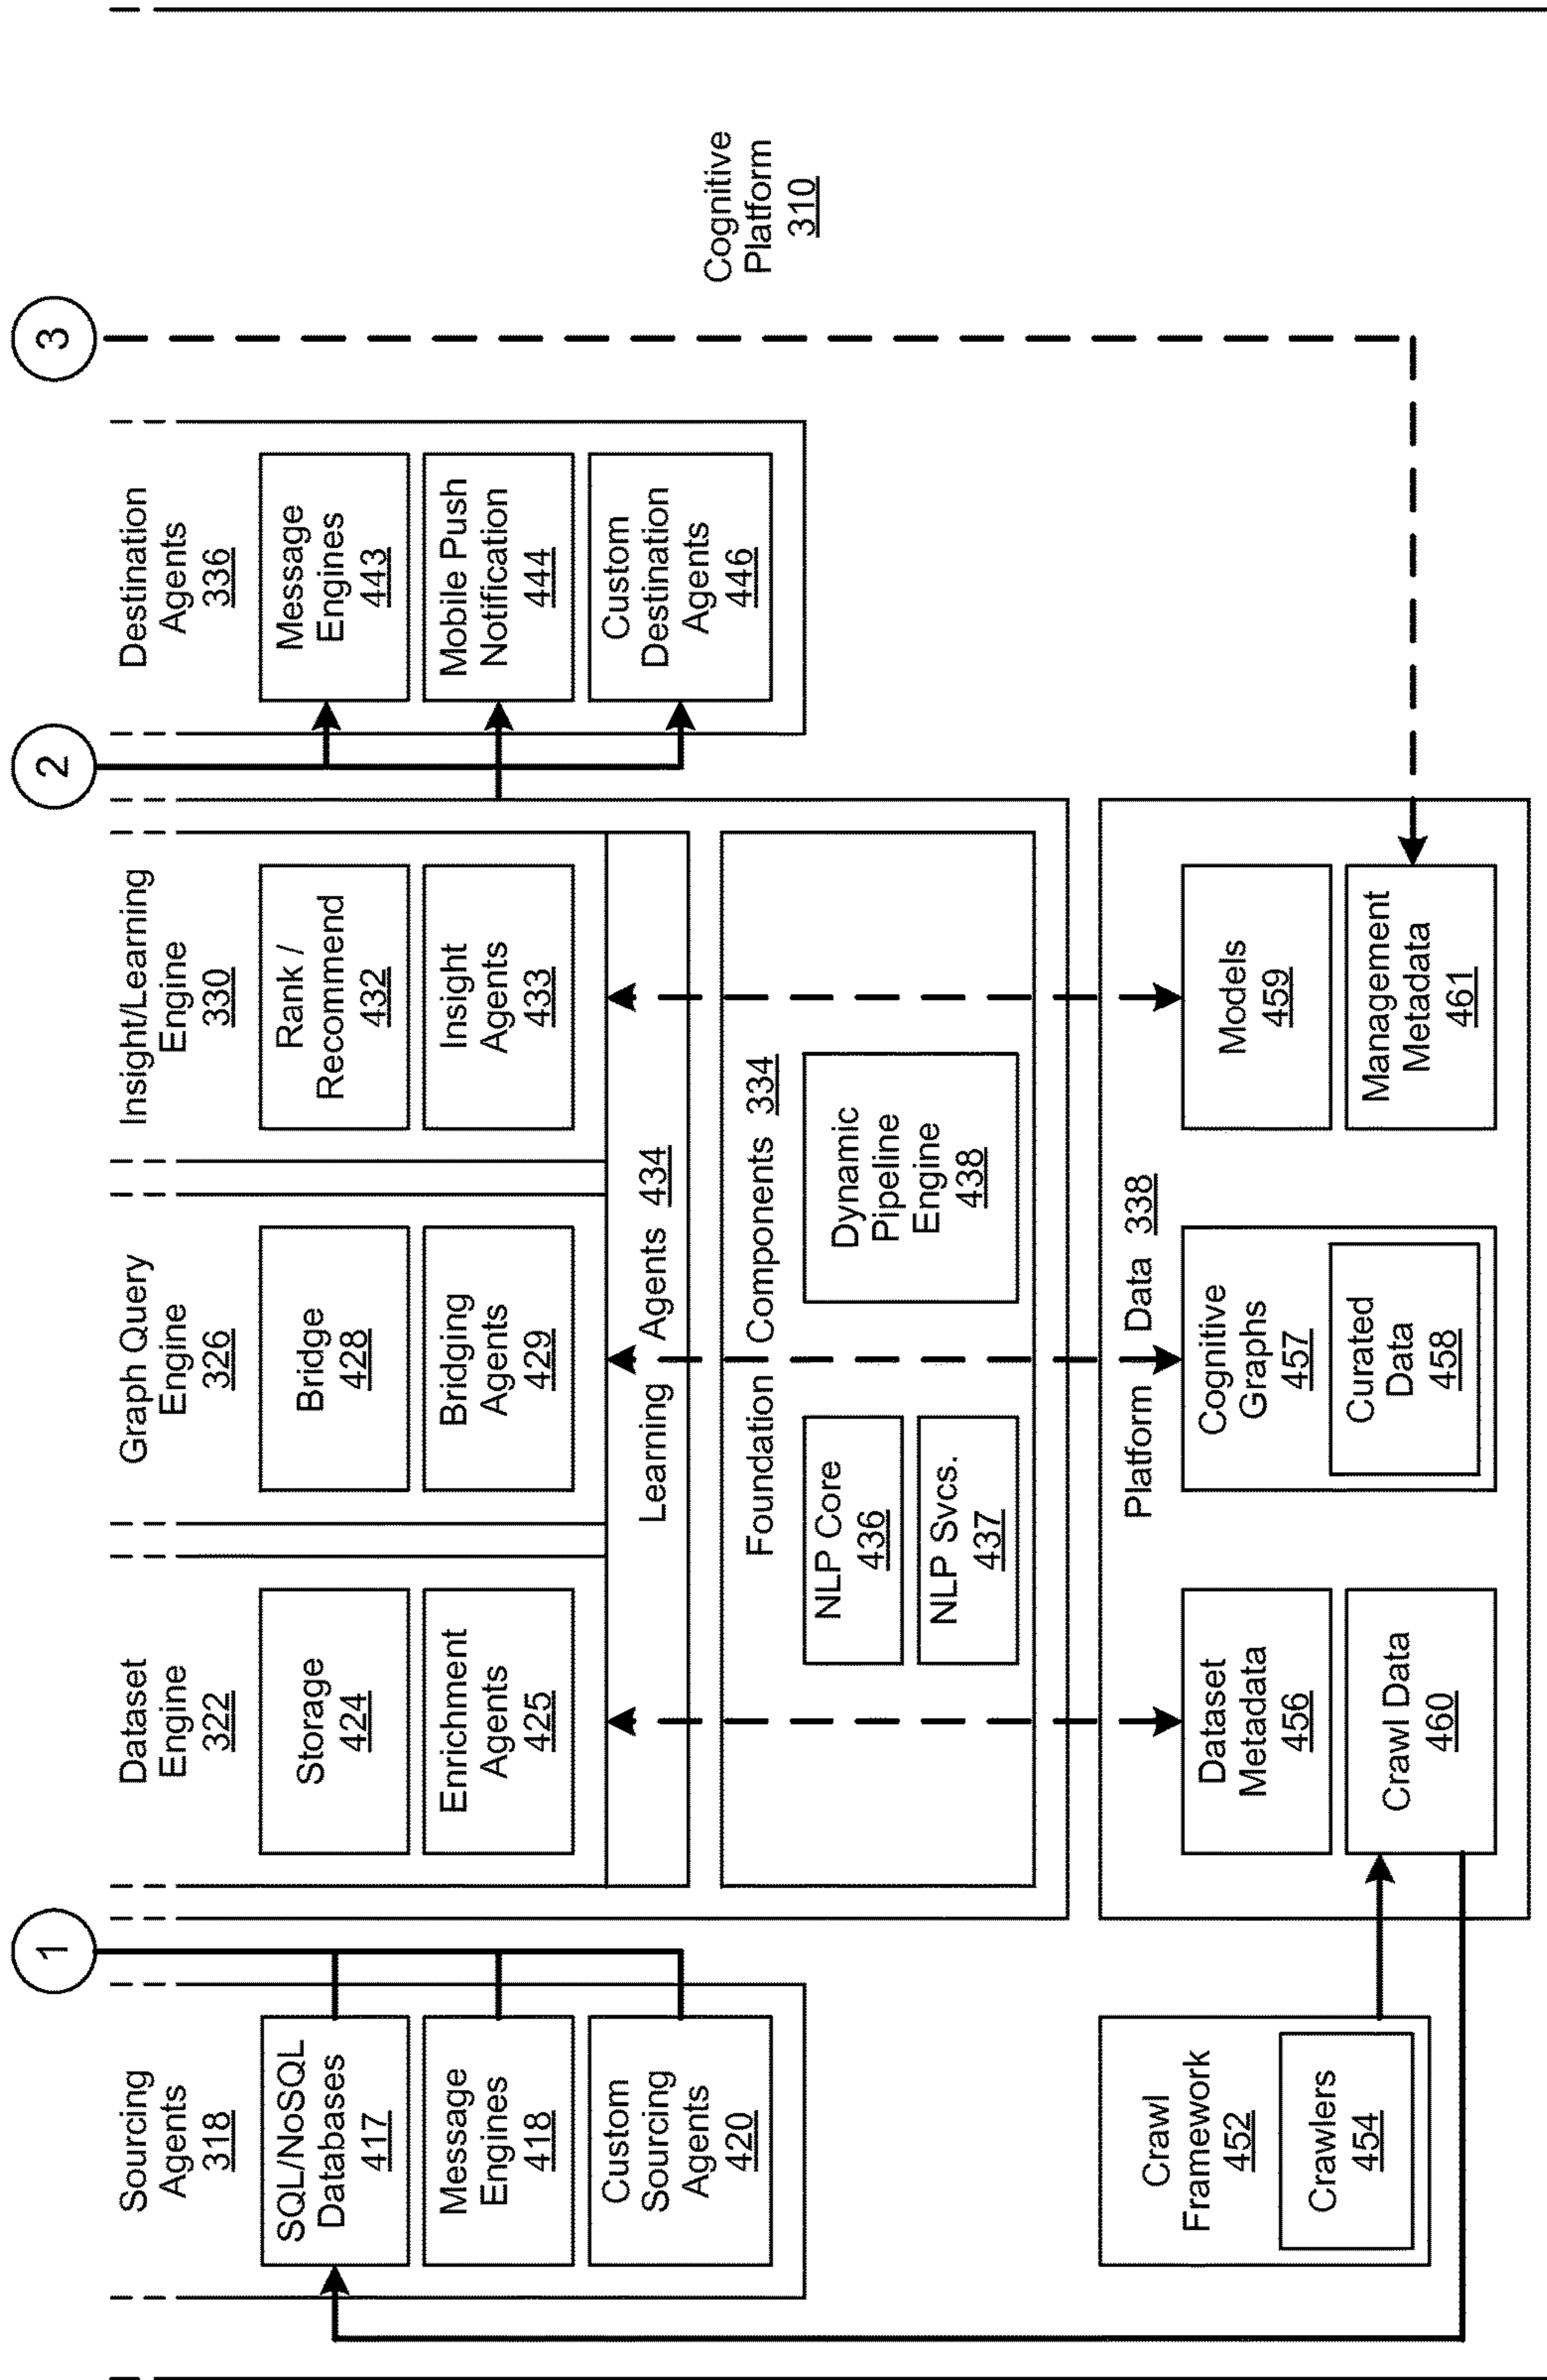 1
2
3
Sourcing
Agents
318
SQL/NoSQL
Databases
417
Message
Engines
418
Custom
Sourcing
Agents
420
Dataset
Engine
322
Storage
424
Enrichment
Agents
425
Graph Query
Engine
326
Bridge
428
Bridging
Agents
429
Insight/Learning
Engine
330
Rank /
Recommend
432
Insight
Agents
433
Learning Agents 434
Foundation Components 334
NLP Core
436
NLP Svcs.
437
Dynamic
Pipeline
Engine
438
Destination
Agents
336
Message
Engines
443
Mobile Push
Notification
444
Custom
Destination
Agents
446
Cognitive
Platform
310
Crawl
Framework
452
Crawlers
454
Platform Data 338
Dataset
Metadata
456
Crawl Data
460
Cognitive
Graphs
457
Curated
Data
458
Models
459
Management
Metadata
461